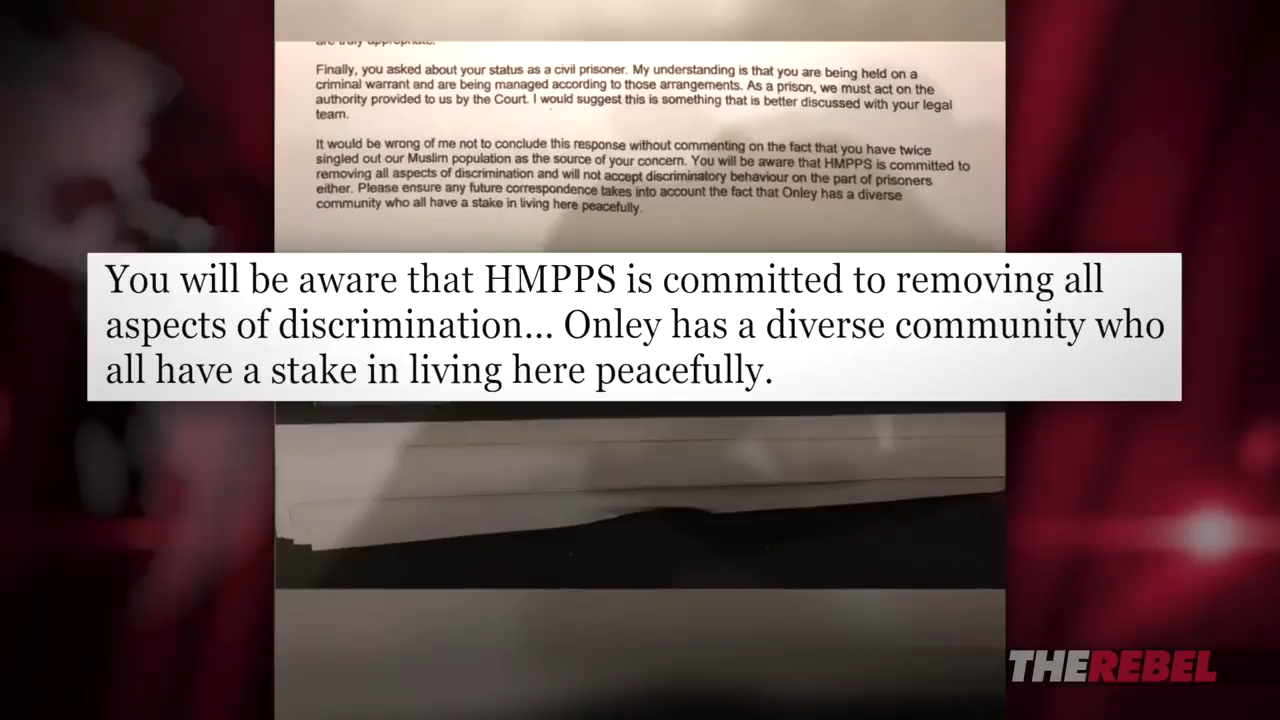 are truly appropriate.
Finally, you asked about your status as a civil prisoner. My understanding is that you are being held on a
criminal warrant and are being managed according to those arrangements. As a prison, we must act on the
authority provided to us by the Court. I would suggest this is something that is better discussed with your legal
team.
It would be wrong of me not to conclude this response without commenting on the fact that you have twice
singled out our Muslim population as the source of your concern. You will be aware that HMPPS is committed to
removing all aspects of discrimination and will not accept discriminatory behaviour on the part of prisoners
either. Please ensure any future correspondence takes into account the fact that Onley has a diverse
community who all have a stake in living here peacefully.
You will be aware that HMPPS is committed to removing all
aspects of discrimination... Onley has a diverse community who
all have a stake in living here peacefully.
THEREBEL